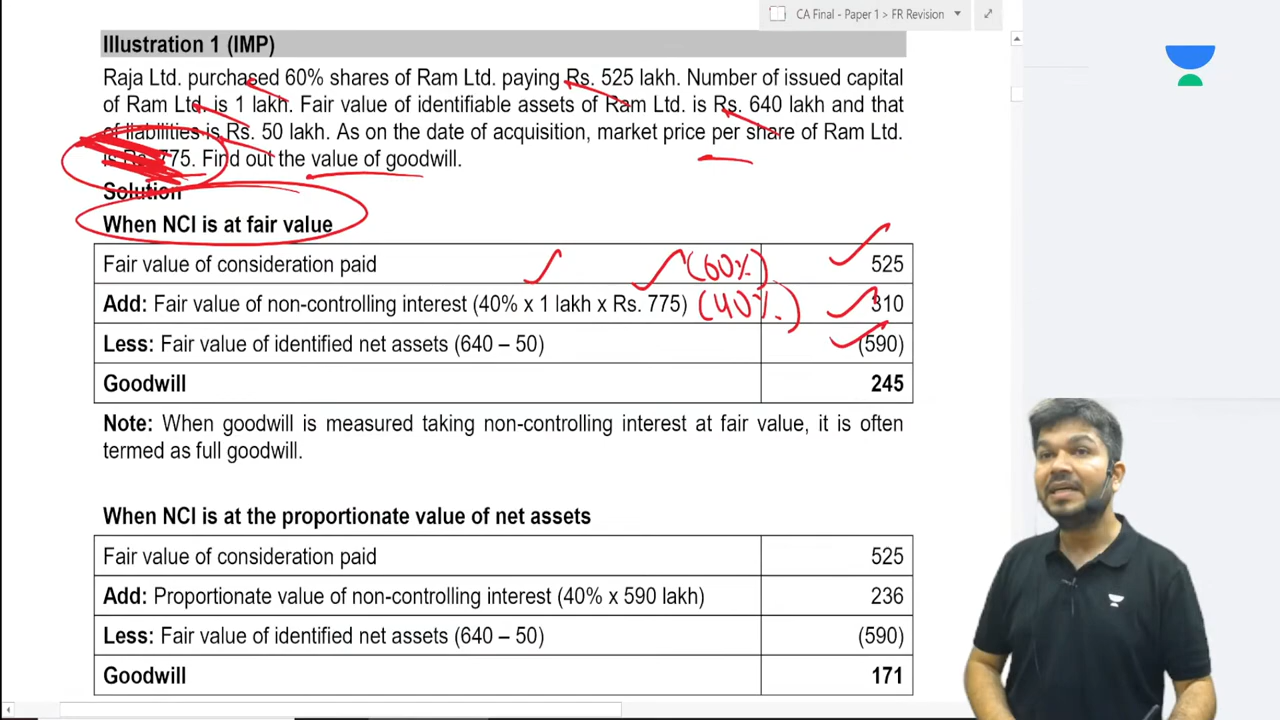 CA Final - Paper 1 > FR Revision
Illustration 1 (IMP)
Raja Ltd. purchased 60% shares of Ram Ltd. paying Rs. 525 lakh. Number of issued capital
of Ram Ltd. is 1 lakh. Fair value of identifiable assets of Ram Ltd. is Rs. 640 lakh and that
of liabilities is Rs. 50 lakh. As on the date of acquisition, market price per share of Ram Ltd.
is Rs. 775. Find out the value of goodwill.
Solution
When NCI is at fair value
Fair value of consideration paid (60%) 525
Add: Fair value of non-controlling interest (40% x 1 lakh x Rs. 775) (40%) 310
Less: Fair value of identified net assets (640 – 50) (590)
Goodwill 245
Note: When goodwill is measured taking non-controlling interest at fair value, it is often
termed as full goodwill.
When NCI is at the proportionate value of net assets
Fair value of consideration paid 525
Add: Proportionate value of non-controlling interest (40% x 590 lakh) 236
Less: Fair value of identified net assets (640 – 50) (590)
Goodwill 171